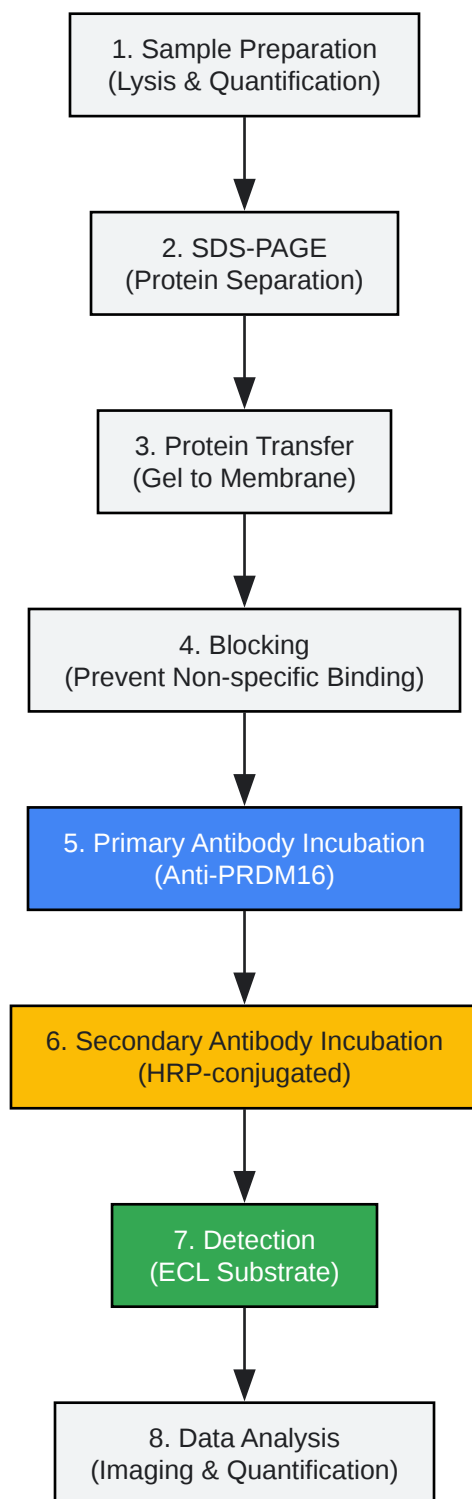 1. Sample Preparation
(Lysis & Quantification)
2. SDS-PAGE
(Protein Separation)
3. Protein Transfer
(Gel to Membrane)
4. Blocking
(Prevent Non-specific Binding)
5. Primary Antibody Incubation
(Anti-PRDM16)
6. Secondary Antibody Incubation
(HRP-conjugated)
7. Detection
(ECL Substrate)
8. Data Analysis
(Imaging & Quantification)